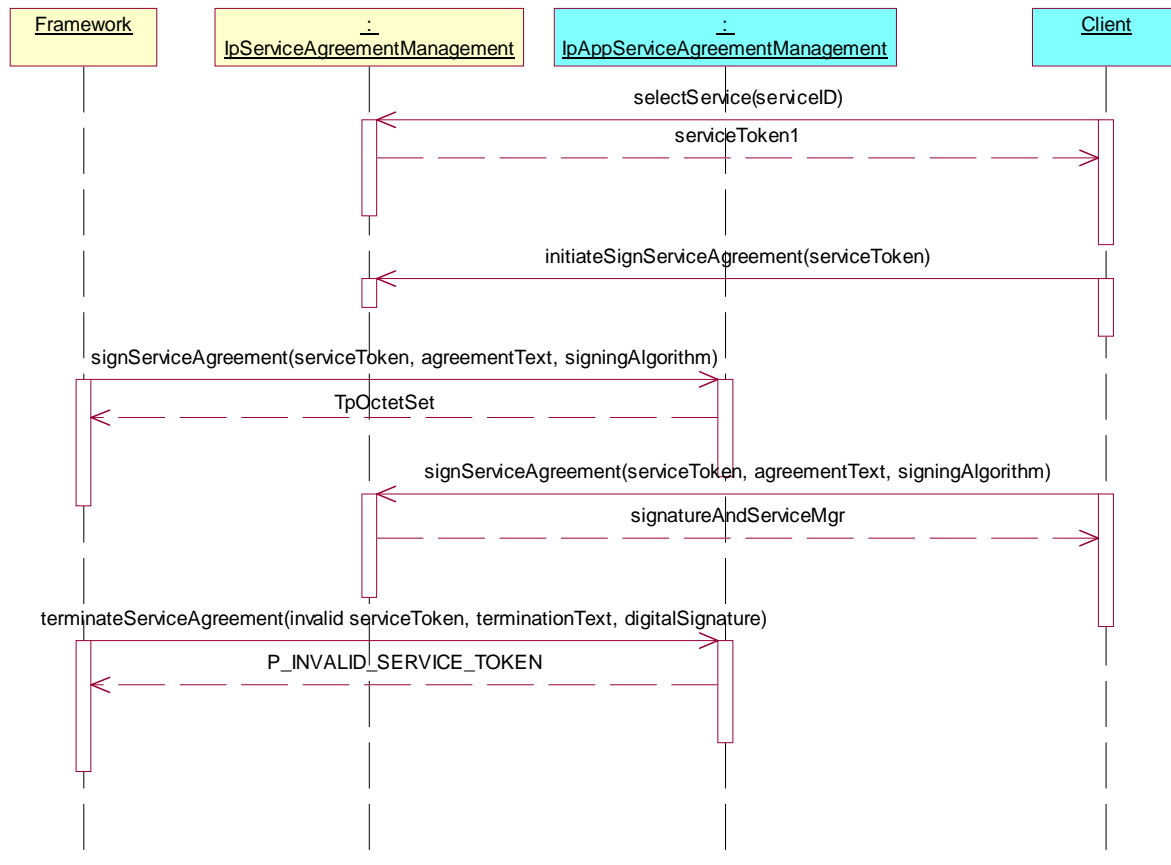 Framework
:
IpServiceAgreementManagement
:
IpAppServiceAgreementManagement
Client
selectService(serviceID)
serviceToken1
initiateSignServiceAgreement(serviceToken)
signServiceAgreement(serviceToken, agreementText, signingAlgorithm)
TpOctetSet
signServiceAgreement(serviceToken, agreementText, signingAlgorithm)
signatureAndServiceMgr
terminateServiceAgreement(invalid serviceToken, terminationText, digitalSignature)
P_INVALID_SERVICE_TOKEN